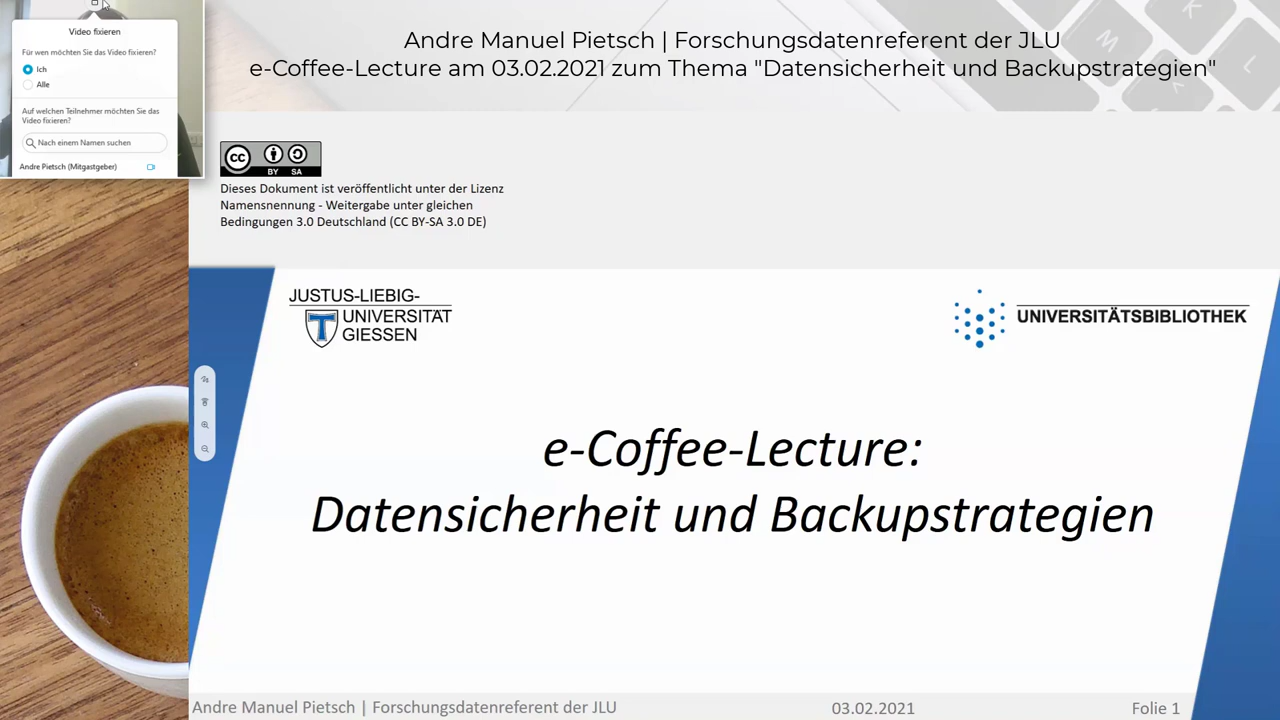 Video fixieren
Für wen möchten Sie das Video fixieren?
Ich
Alle
Auf welchen Teilnehmer möchten Sie das
Video fixieren?
Nach einem Namen suchen
Andre Pietsch (Mitgastgeber)
Andre Manuel Pietsch | Forschungsdatenreferent der JLU
e-Coffee-Lecture am 03.02.2021 zum Thema "Datensicherheit und Backupstrategien"
cc
BY SA
Dieses Dokument ist veröffentlicht unter der Lizenz
Namensnennung - Weitergabe unter gleichen
Bedingungen 3.0 Deutschland (CC BY-SA 3.0 DE)
JUSTUS-LIEBIG-
UNIVERSITÄT
GIESSEN
UNIVERSITÄTSBIBLIOTHEK
e-Coffee-Lecture:
Datensicherheit und Backupstrategien
Andre Manuel Pietsch | Forschungsdatenreferent der JLU
03.02.2021
Folie 1